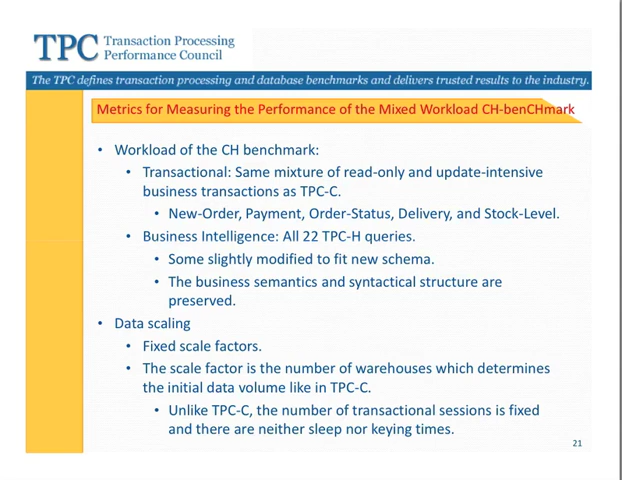 TPC Transaction Processing
Performance Council
The TPC defines transaction processing and database benchmarks and delivers trusted results to the industry.
Metrics for Measuring the Performance of the Mixed Workload CH-benCHmark
• Workload of the CH benchmark:
• Transactional: Same mixture of read-only and update-intensive
business transactions as TPC-C.
• New-Order, Payment, Order-Status, Delivery, and Stock-Level.
• Business Intelligence: All 22 TPC-H queries.
• Some slightly modified to fit new schema.
• The business semantics and syntactical structure are
preserved.
• Data scaling
• Fixed scale factors.
• The scale factor is the number of warehouses which determines
the initial data volume like in TPC-C.
• Unlike TPC-C, the number of transactional sessions is fixed
and there are neither sleep nor keying times.
21